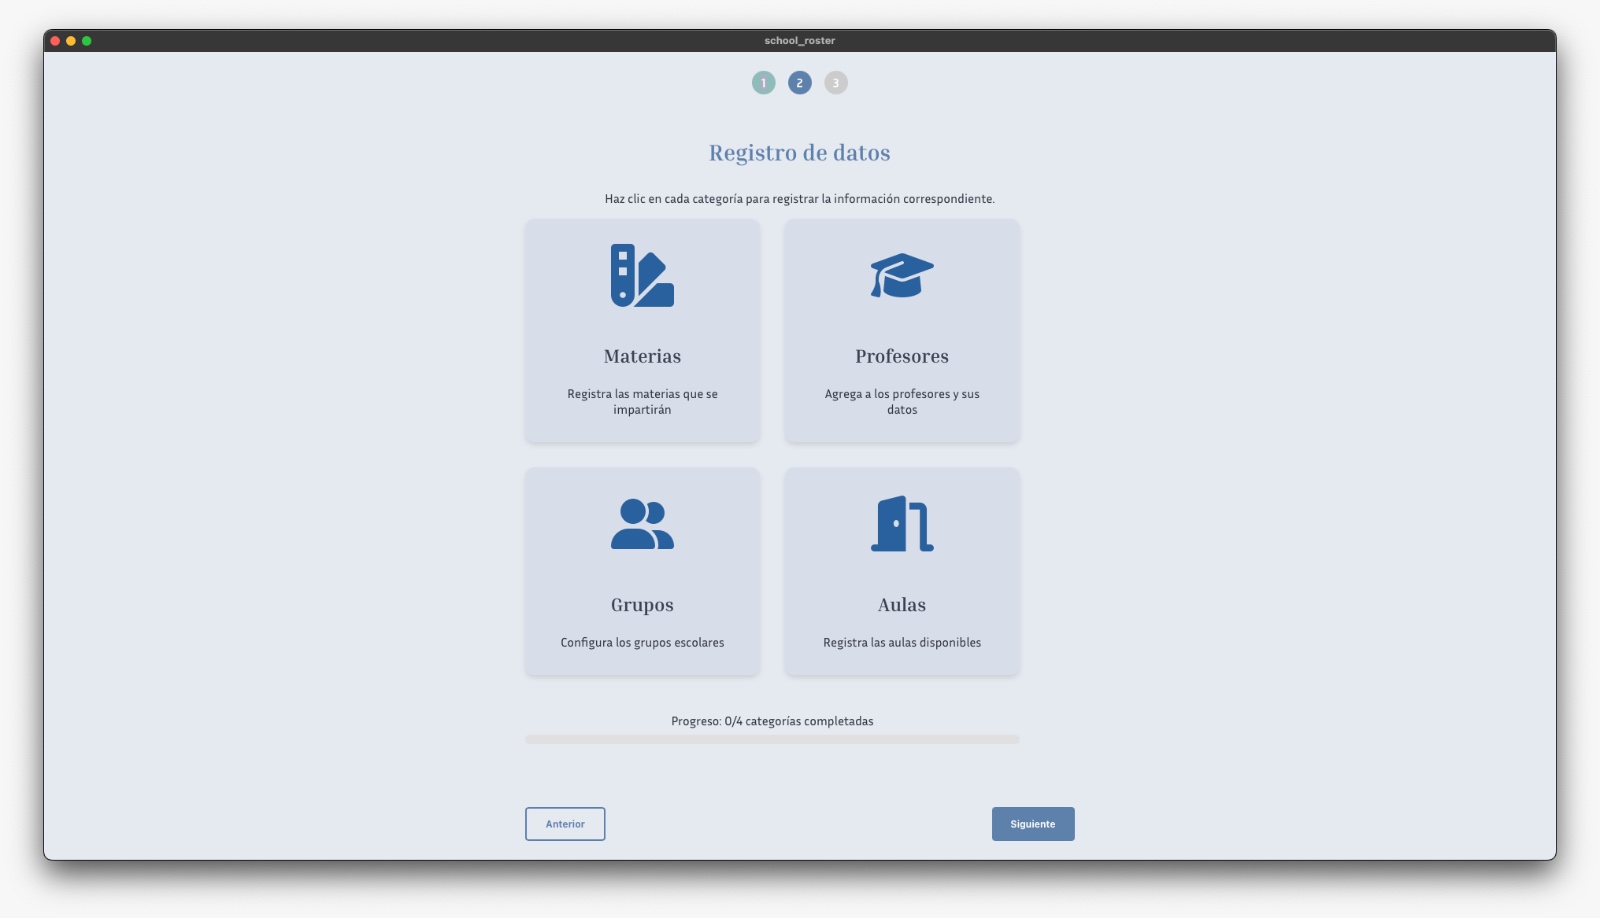 school_roster
1 2 3
Registro de datos
Haz clic en cada categoría para registrar la información correspondiente.
Materias
Registra las materias que se
impartirán
Profesores
Agrega a los profesores y sus
datos
Grupos
Configura los grupos escolares
Aulas
Registra las aulas disponibles
Progreso: 0/4 categorías completadas
Anterior
Siguiente